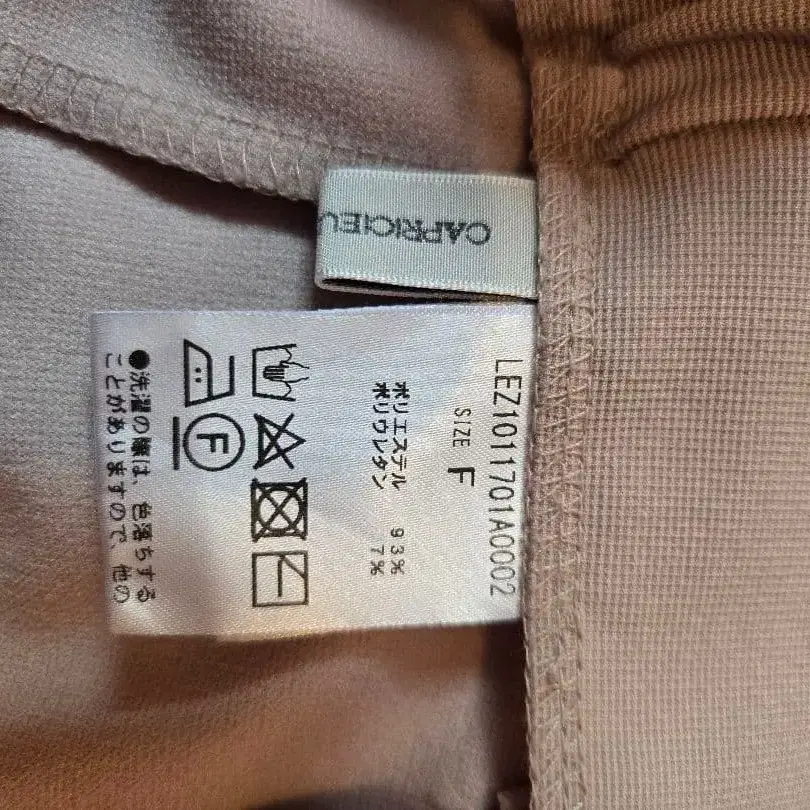 CAPRICIEU
LEZ1011701A0002
SIZE F
ポリエステル 93%
ポリウレタン 7%
F
●洗濯の際は、色落ちする
ことがありますので、他の